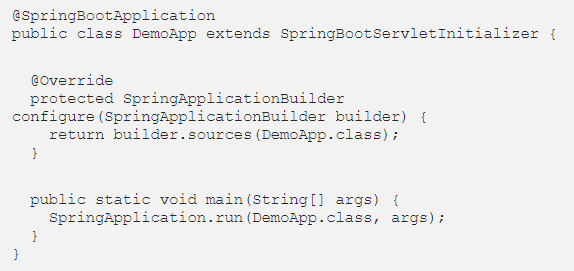 @SpringBootApplication
public class DemoApp extends SpringBootServletInitializer {
@Override
protected SpringApplicationBuilder
configure(SpringApplicationBuilder builder) {
return builder.sources(DemoApp.class);
}
public static void main(String[] args) {
SpringApplication.run(DemoApp.class, args);
}
}